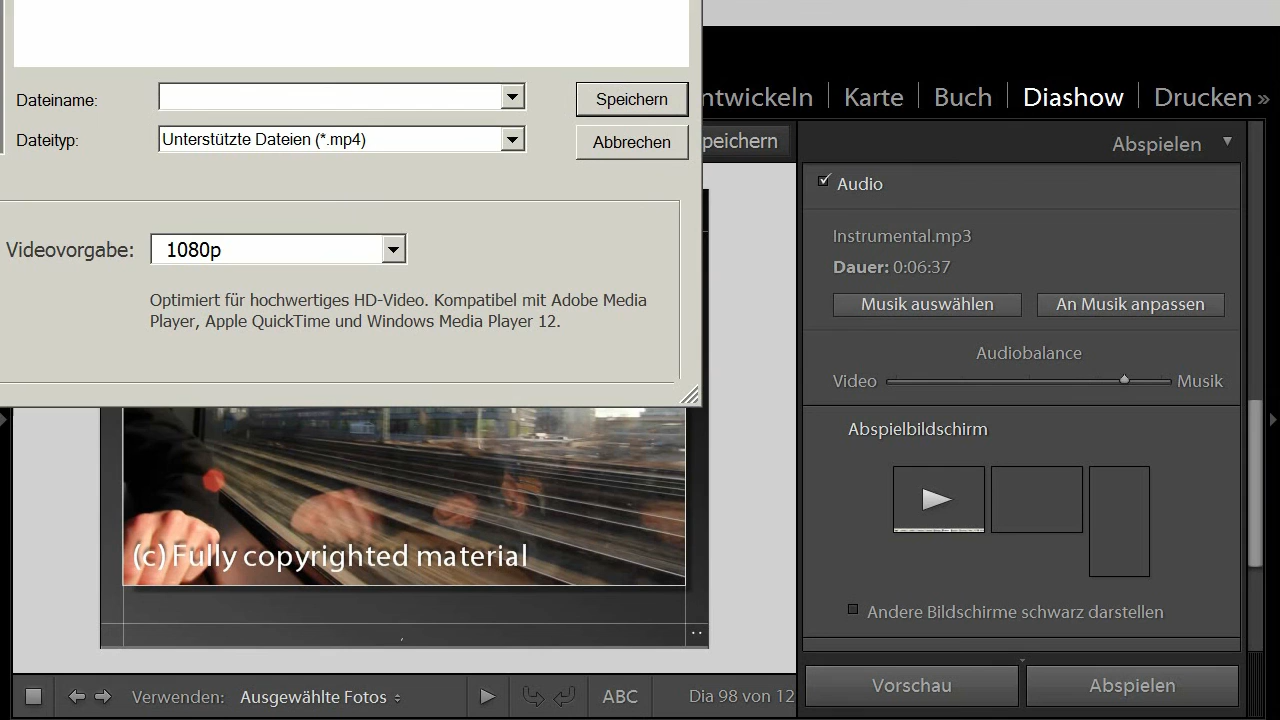 Dateiname:
Speichern
Dateityp:
Unterstützte Dateien (*.mp4)
Abbrechen
Videovorgabe:
1080p
Optimiert für hochwertiges HD-Video. Kompatibel mit Adobe Media
Player, Apple QuickTime und Windows Media Player 12.
ntwickeln
Karte
Buch
Diashow
Drucken »
peichern
Abspielen
Audio
Instrumental.mp3
Dauer: 0:06:37
Musik auswählen
An Musik anpassen
Audiobalance
Video
Musik
Abspielbildschirm
Andere Bildschirme schwarz darstellen
(c) Fully copyrighted material
Verwenden:
Ausgewählte Fotos
ABC
Dia 98 von 12
Vorschau
Abspielen